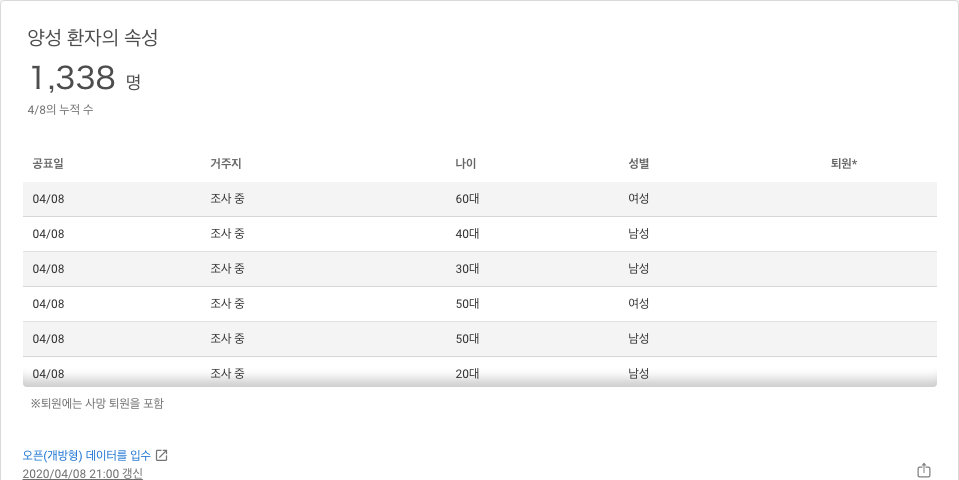 양성 환자의 속성
1,338 명
4/8의 누적 수
공표일 거주지 나이 성별 퇴원*
04/08 조사 중 60대 여성
04/08 조사 중 40대 남성
04/08 조사 중 30대 남성
04/08 조사 중 50대 여성
04/08 조사 중 50대 남성
04/08 조사 중 20대 남성
※퇴원에는 사망 퇴원을 포함
오픈(개방형) 데이터를 입수
2020/04/08 21:00 갱신